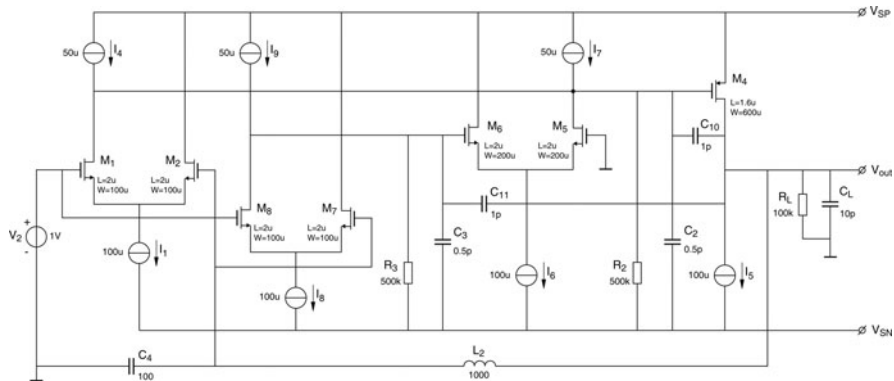 V_SP
50u I_4
50u I_9
50u I_7
M_4
L=1.6u
W=600u
C_10
1p
M_6
L=2u
W=200u
M_5
L=2u
W=200u
M_1
L=2u
W=100u
M_2
L=2u
W=100u
V_out
C_11
1p
R_L
100k
C_L
10p
M_8
L=2u
W=100u
M_7
L=2u
W=100u
V_2
+
1V
-
100u I_1
C_3
0.5p
C_2
0.5p
R_3
500k
100u I_6
R_2
500k
100u I_5
100u I_8
V_SN
C_4
100
L_2
1000